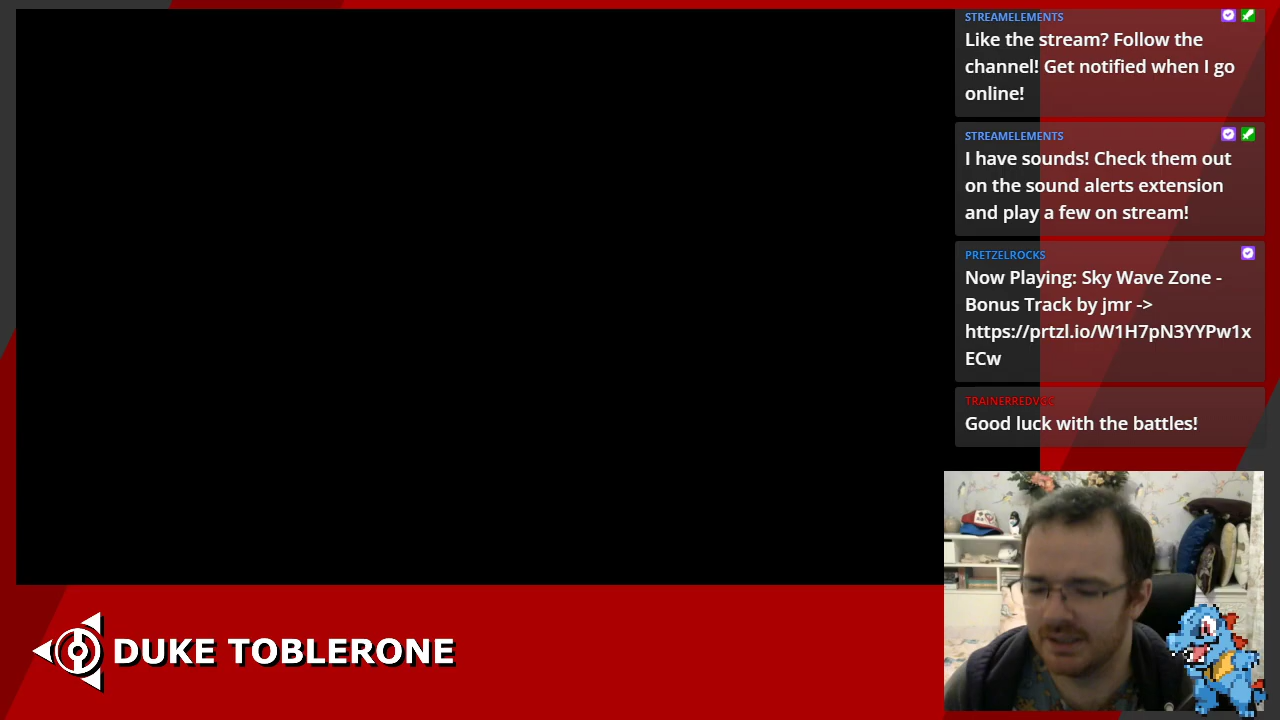 STREAMELEMENTS
Like the stream? Follow the
channel! Get notified when I go
online!
STREAMELEMENTS
I have sounds! Check them out
on the sound alerts extension
and play a few on stream!
PRETZELROCKS
Now Playing: Sky Wave Zone -
Bonus Track by jmr ->
https://prtzl.io/W1H7pN3YYPw1x
ECw
Good luck with the battles!
DUKE TOBLERONE